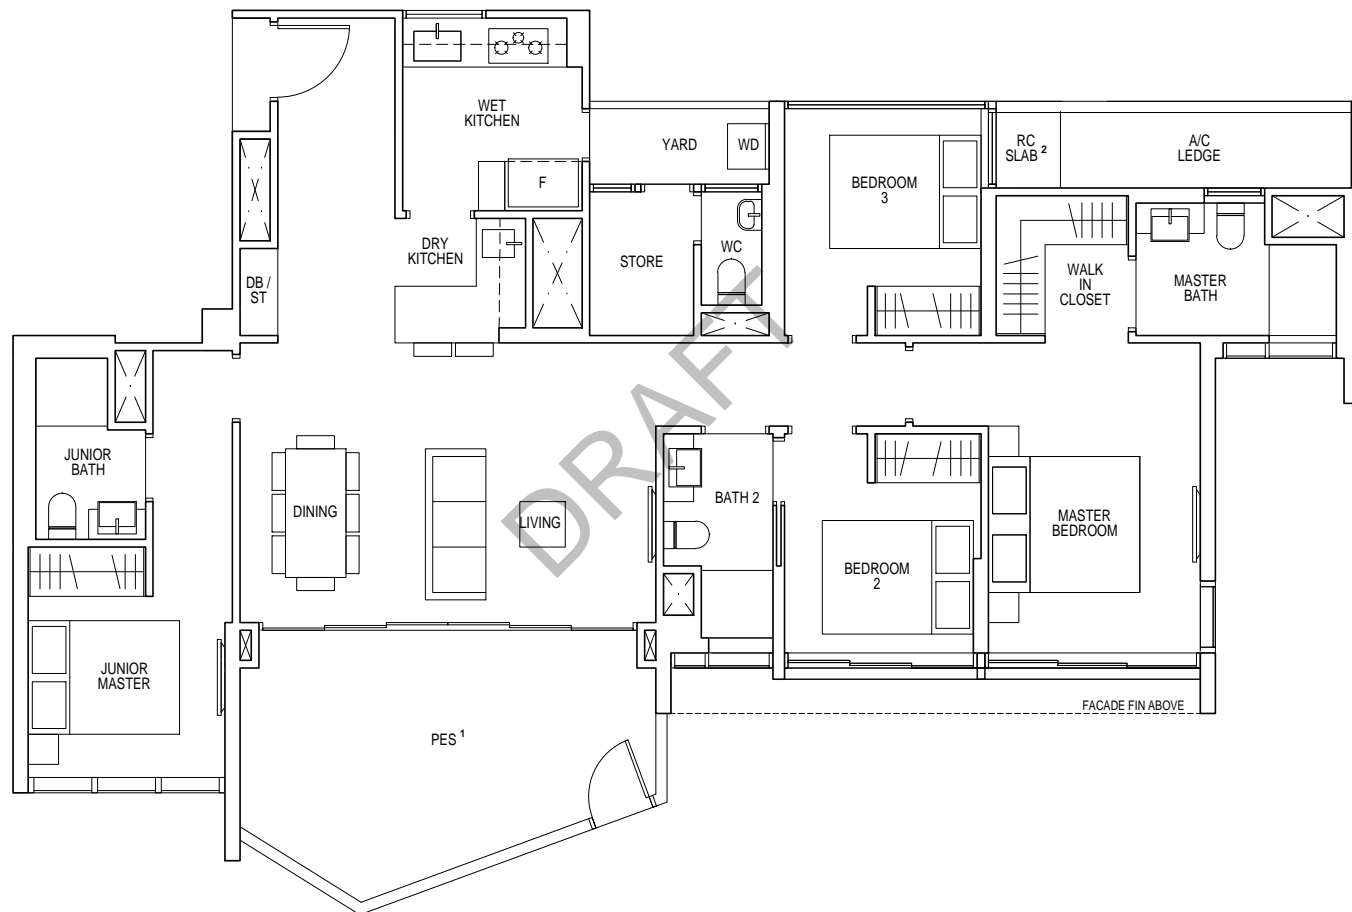 WET
KITCHEN
YARD
WD
RC
SLAB ²
A/C
LEDGE
F
BEDROOM
3
DRY
KITCHEN
STORE
WC
WALK
IN
CLOSET
MASTER
BATH
DB /
ST
JUNIOR
BATH
DINING
LIVING
BATH 2
MASTER
BEDROOM
BEDROOM
2
DRAFT
JUNIOR
MASTER
FACADE FIN ABOVE
PES ¹